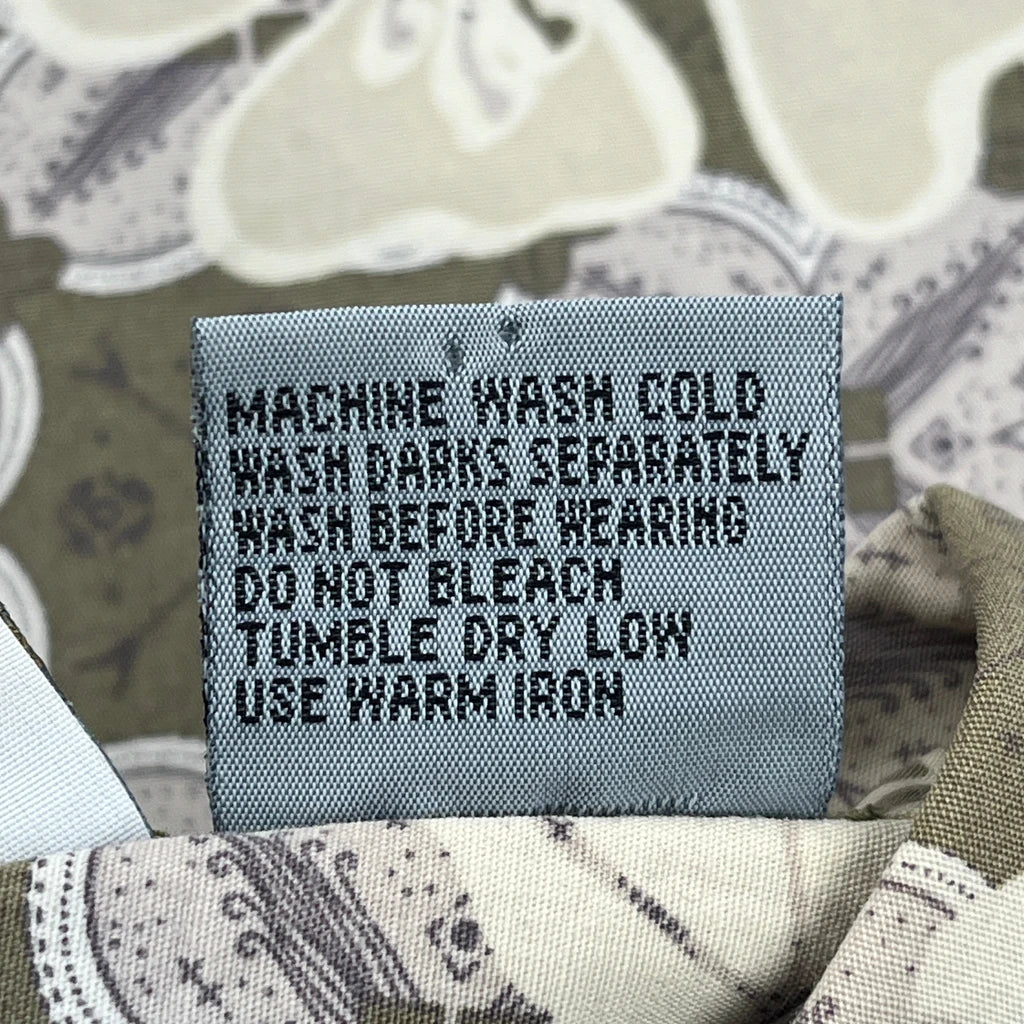 MACHINE WASH COLD
WASH DARKS SEPARATELY
WASH BEFORE WEARING
DO NOT BLEACH
TUMBLE DRY LOW
USE WARM IRON